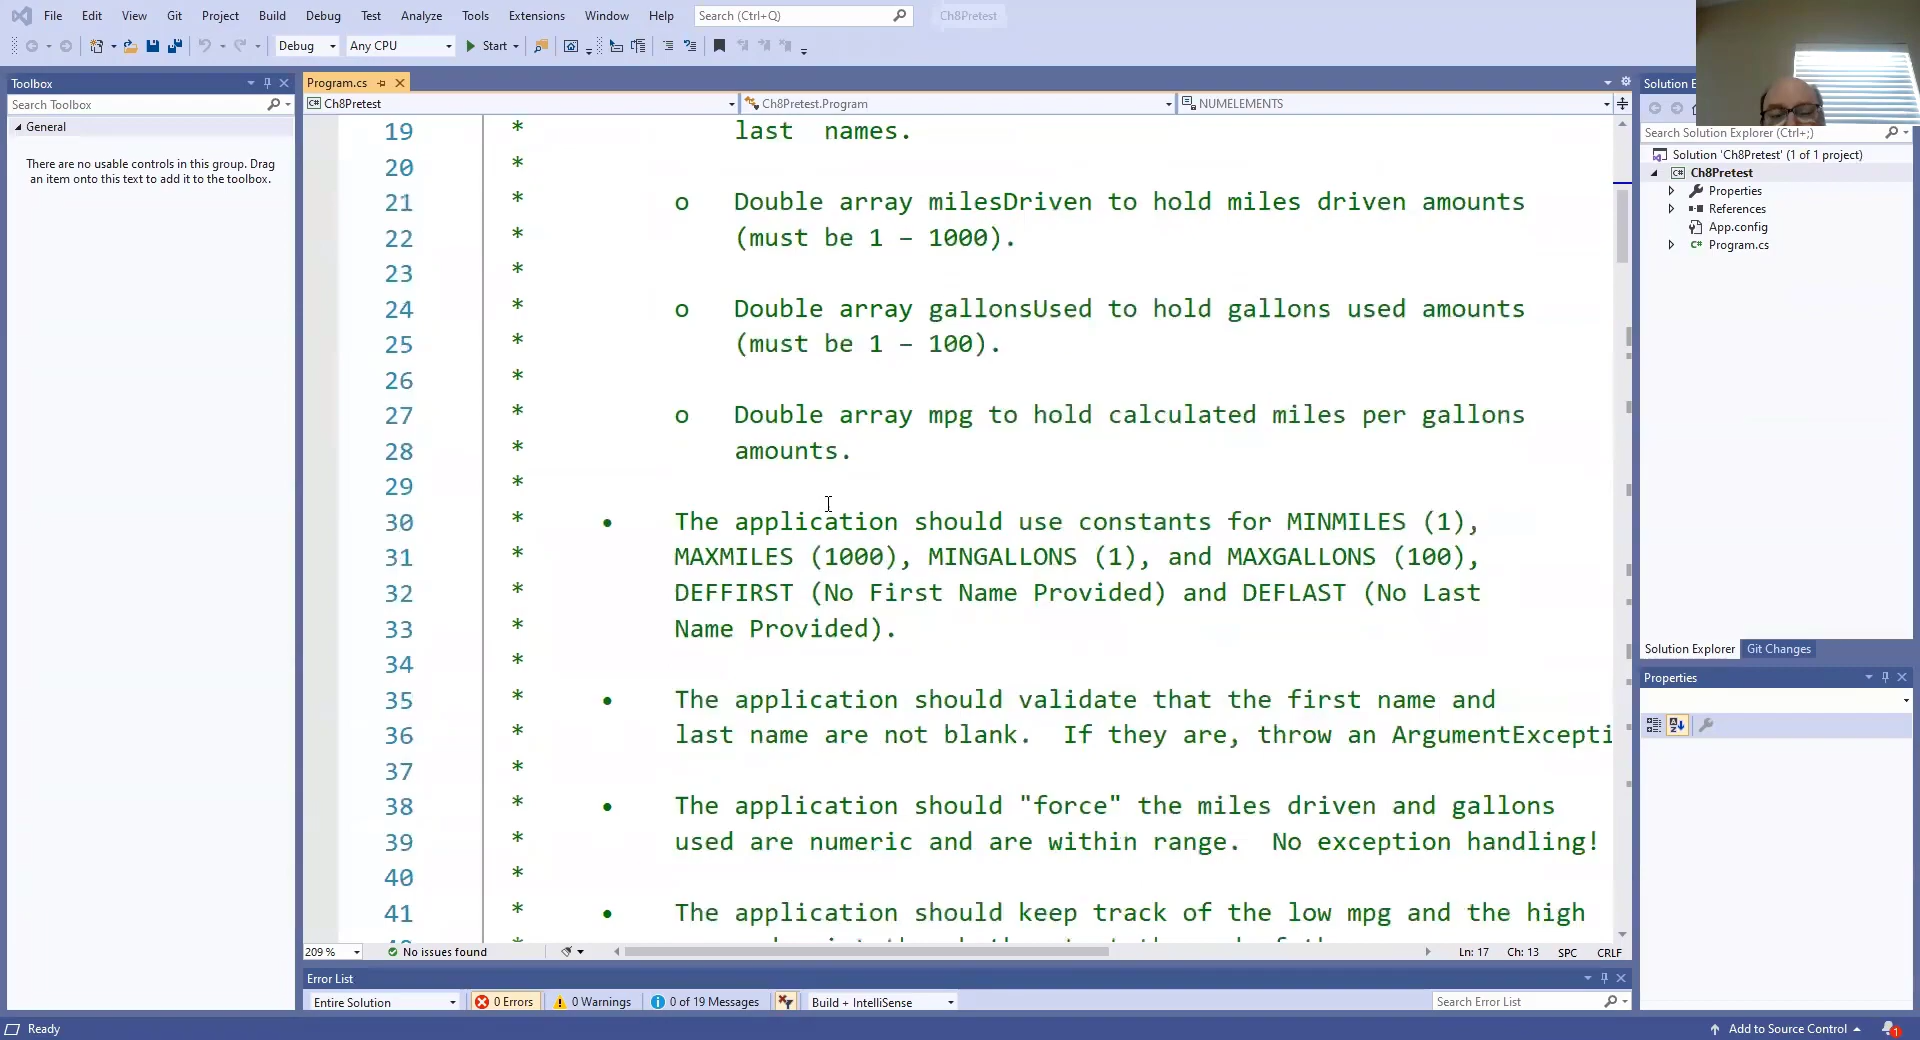 File Edit View Git Project Build Debug Test Analyze Tools Extensions Window Help Search (Ctrl+Q) Ch8Pretest
Debug Any CPU Start
Toolbox
Search Toolbox
General
There are no usable controls in this group. Drag
an item onto this text to add it to the toolbox.
Program.cs
Ch8Pretest Ch8Pretest.Program NUMELEMENTS
19 * last names.
20 *
21 * o Double array milesDriven to hold miles driven amounts
22 * (must be 1 – 1000).
23 *
24 * o Double array gallonsUsed to hold gallons used amounts
25 * (must be 1 – 100).
26 *
27 * o Double array mpg to hold calculated miles per gallons
28 * amounts.
29 *
30 * • The application should use constants for MINMILES (1),
31 * MAXMILES (1000), MINGALLONS (1), and MAXGALLONS (100),
32 * DEFFIRST (No First Name Provided) and DEFLAST (No Last
33 * Name Provided).
34 *
35 * • The application should validate that the first name and
36 * last name are not blank.  If they are, throw an ArgumentExcepti
37 *
38 * • The application should "force" the miles driven and gallons
39 * used are numeric and are within range.  No exception handling!
40 *
41 * • The application should keep track of the low mpg and the high
209 % No issues found Ln: 17 Ch: 13 SPC CRLF
Error List
Entire Solution 0 Errors 0 Warnings 0 of 19 Messages Build + IntelliSense Search Error List
Solution E
Search Solution Explorer (Ctrl+;)
Solution 'Ch8Pretest' (1 of 1 project)
Ch8Pretest
Properties
References
App.config
Program.cs
Solution Explorer Git Changes
Properties
Ready Add to Source Control 1